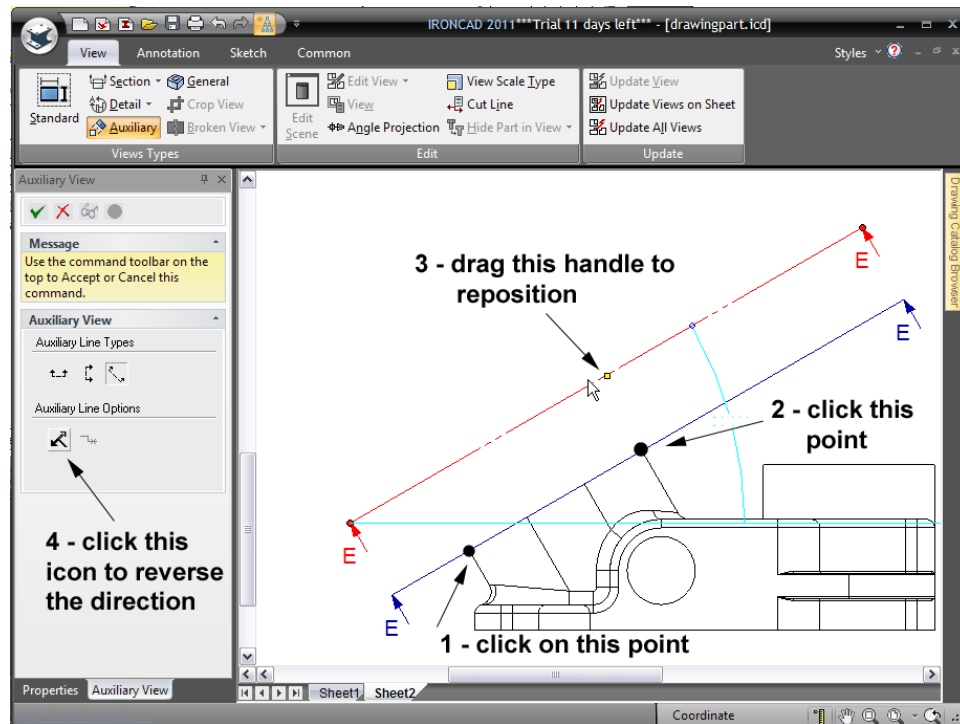 IRONCAD 2011***Trial 11 days left*** - [drawingpart.icd]
View Annotation Sketch Common Styles
Standard
Section
Detail
Auxiliary
General
Crop View
Broken View
Views Types
Edit Scene
Edit View
View
Angle Projection
View Scale Type
Cut Line
Hide Part in View
Edit
Update View
Update Views on Sheet
Update All Views
Update
Auxiliary View
Message
Use the command toolbar on the
top to Accept or Cancel this
command.
Auxiliary View
Auxiliary Line Types
Auxiliary Line Options
4 - click this
icon to reverse
the direction
Properties Auxiliary View
3 - drag this handle to
reposition
E
E
2 - click this
point
E
E
1 - click on this point
Drawing Catalog Browser
Sheet1 Sheet2
Coordinate